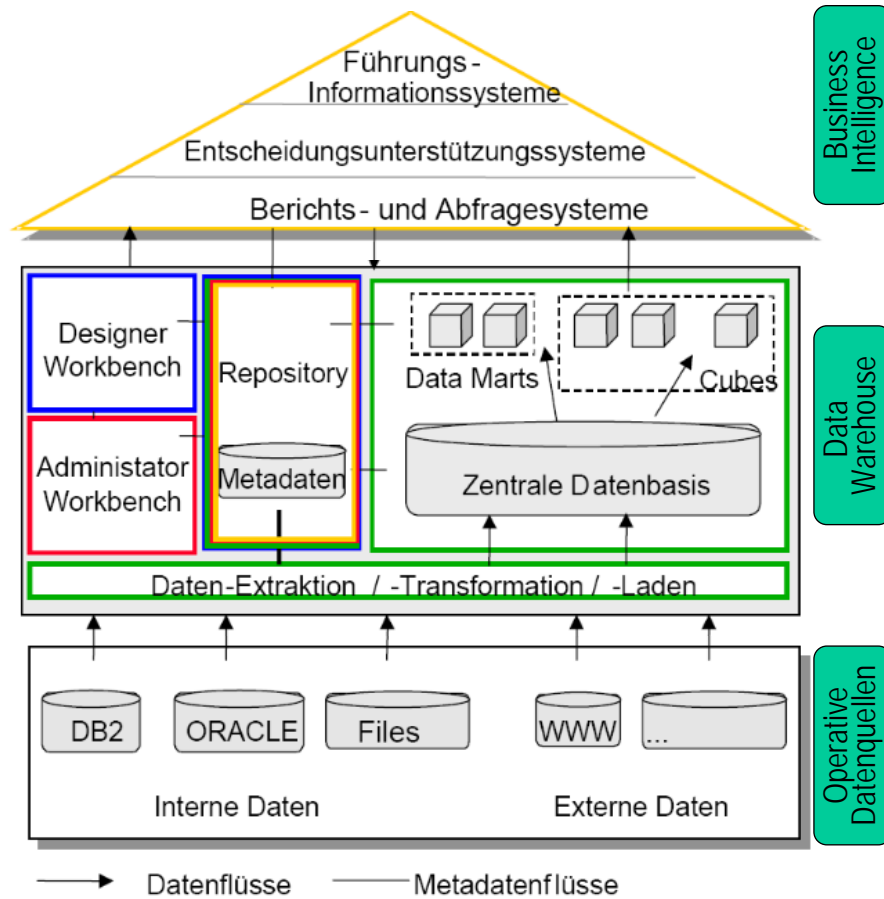 Führungs-
Informationssysteme
Entscheidungsunterstützungssysteme
Berichts- und Abfragesysteme
Business
Intelligence
Designer
Workbench
Administator
Workbench
Repository
Metadaten
Data Marts
Cubes
Zentrale Datenbasis
Daten-Extraktion / -Transformation / -Laden
Data
Warehouse
DB2
ORACLE
Files
WWW
...
Interne Daten
Externe Daten
Operative
Datenquellen
Datenflüsse
Metadatenflüsse